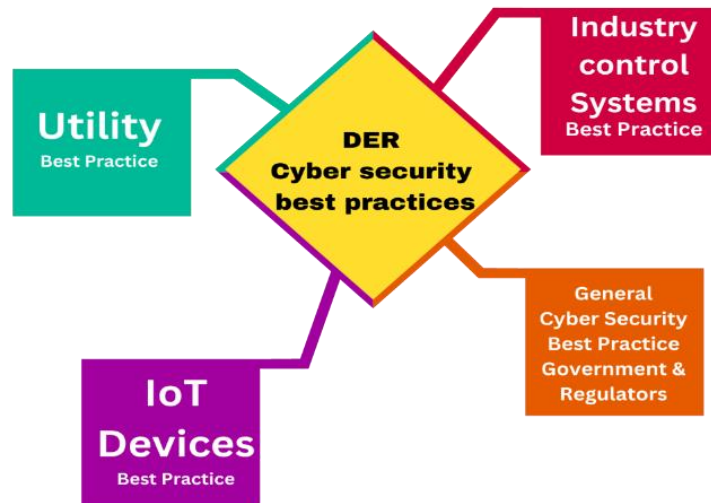 Utility
Best Practice
Industry
control
Systems
Best Practice
DER
Cyber security
best practices
IoT
Devices
Best Practice
General
Cyber Security
Best Practice
Government &
Regulators